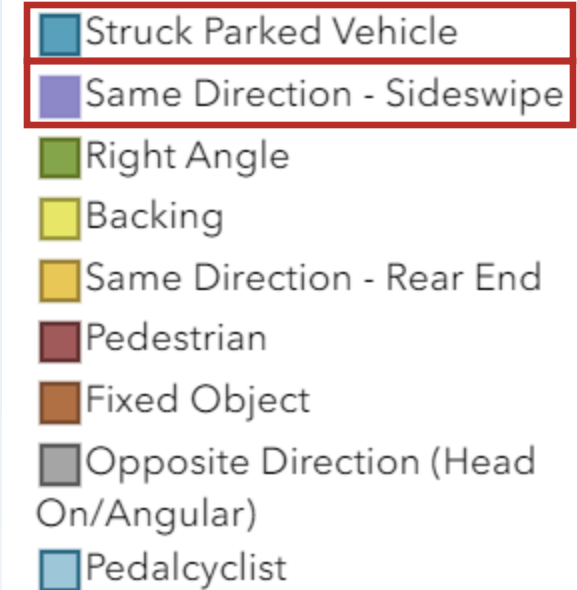 Struck Parked Vehicle
Same Direction - Sideswipe
Right Angle
Backing
Same Direction - Rear End
Pedestrian
Fixed Object
Opposite Direction (Head
On/Angular)
Pedalcyclist